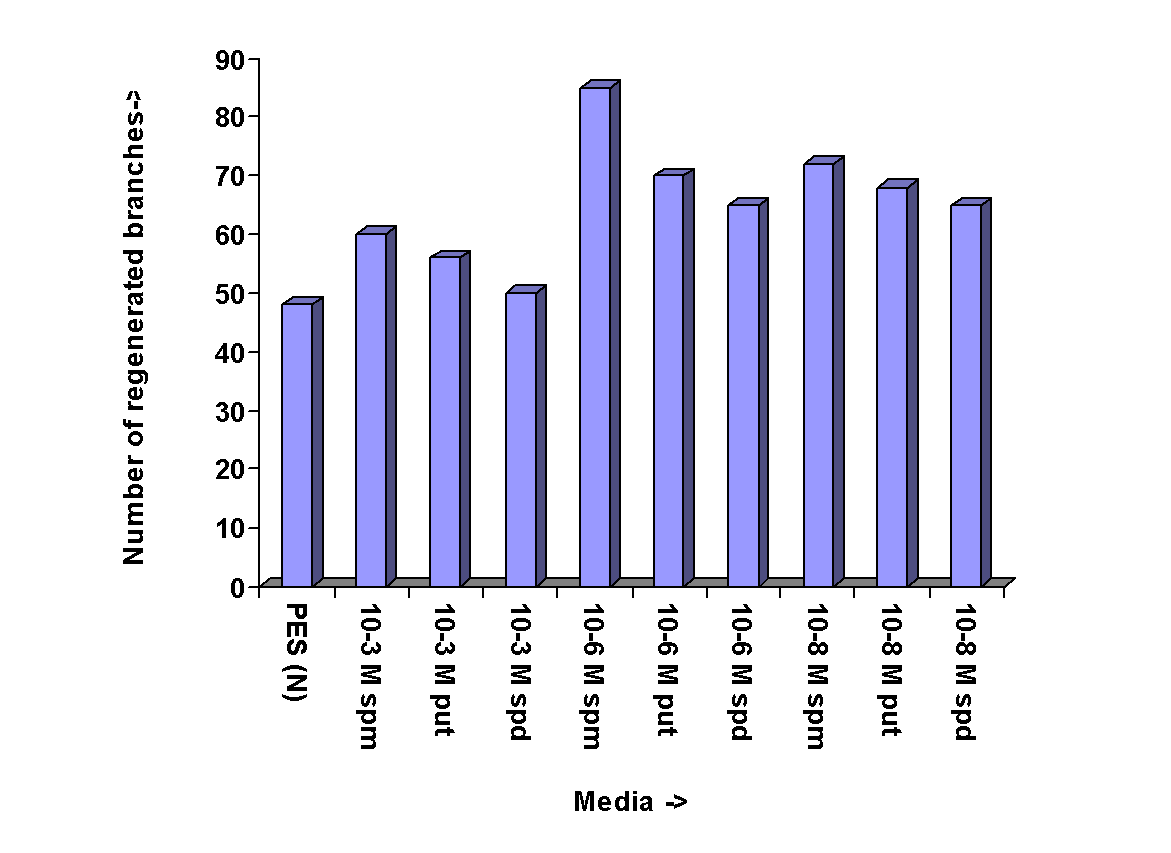 Number of regenerated branches->
90
80
70
60
50
40
30
20
10
0
PES (N)
10-3 M spm
10-3 M put
10-3 M spd
10-6 M spm
10-6 M put
10-6 M spd
10-8 M spm
10-8 M put
10-8 M spd
Media ->